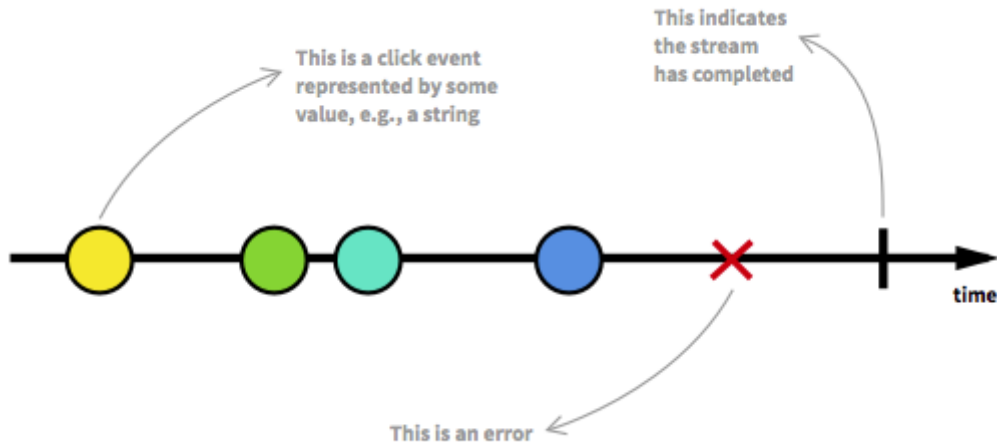 This indicates
the stream
has completed
This is a click event
represented by some
value, e.g., a string
time
This is an error